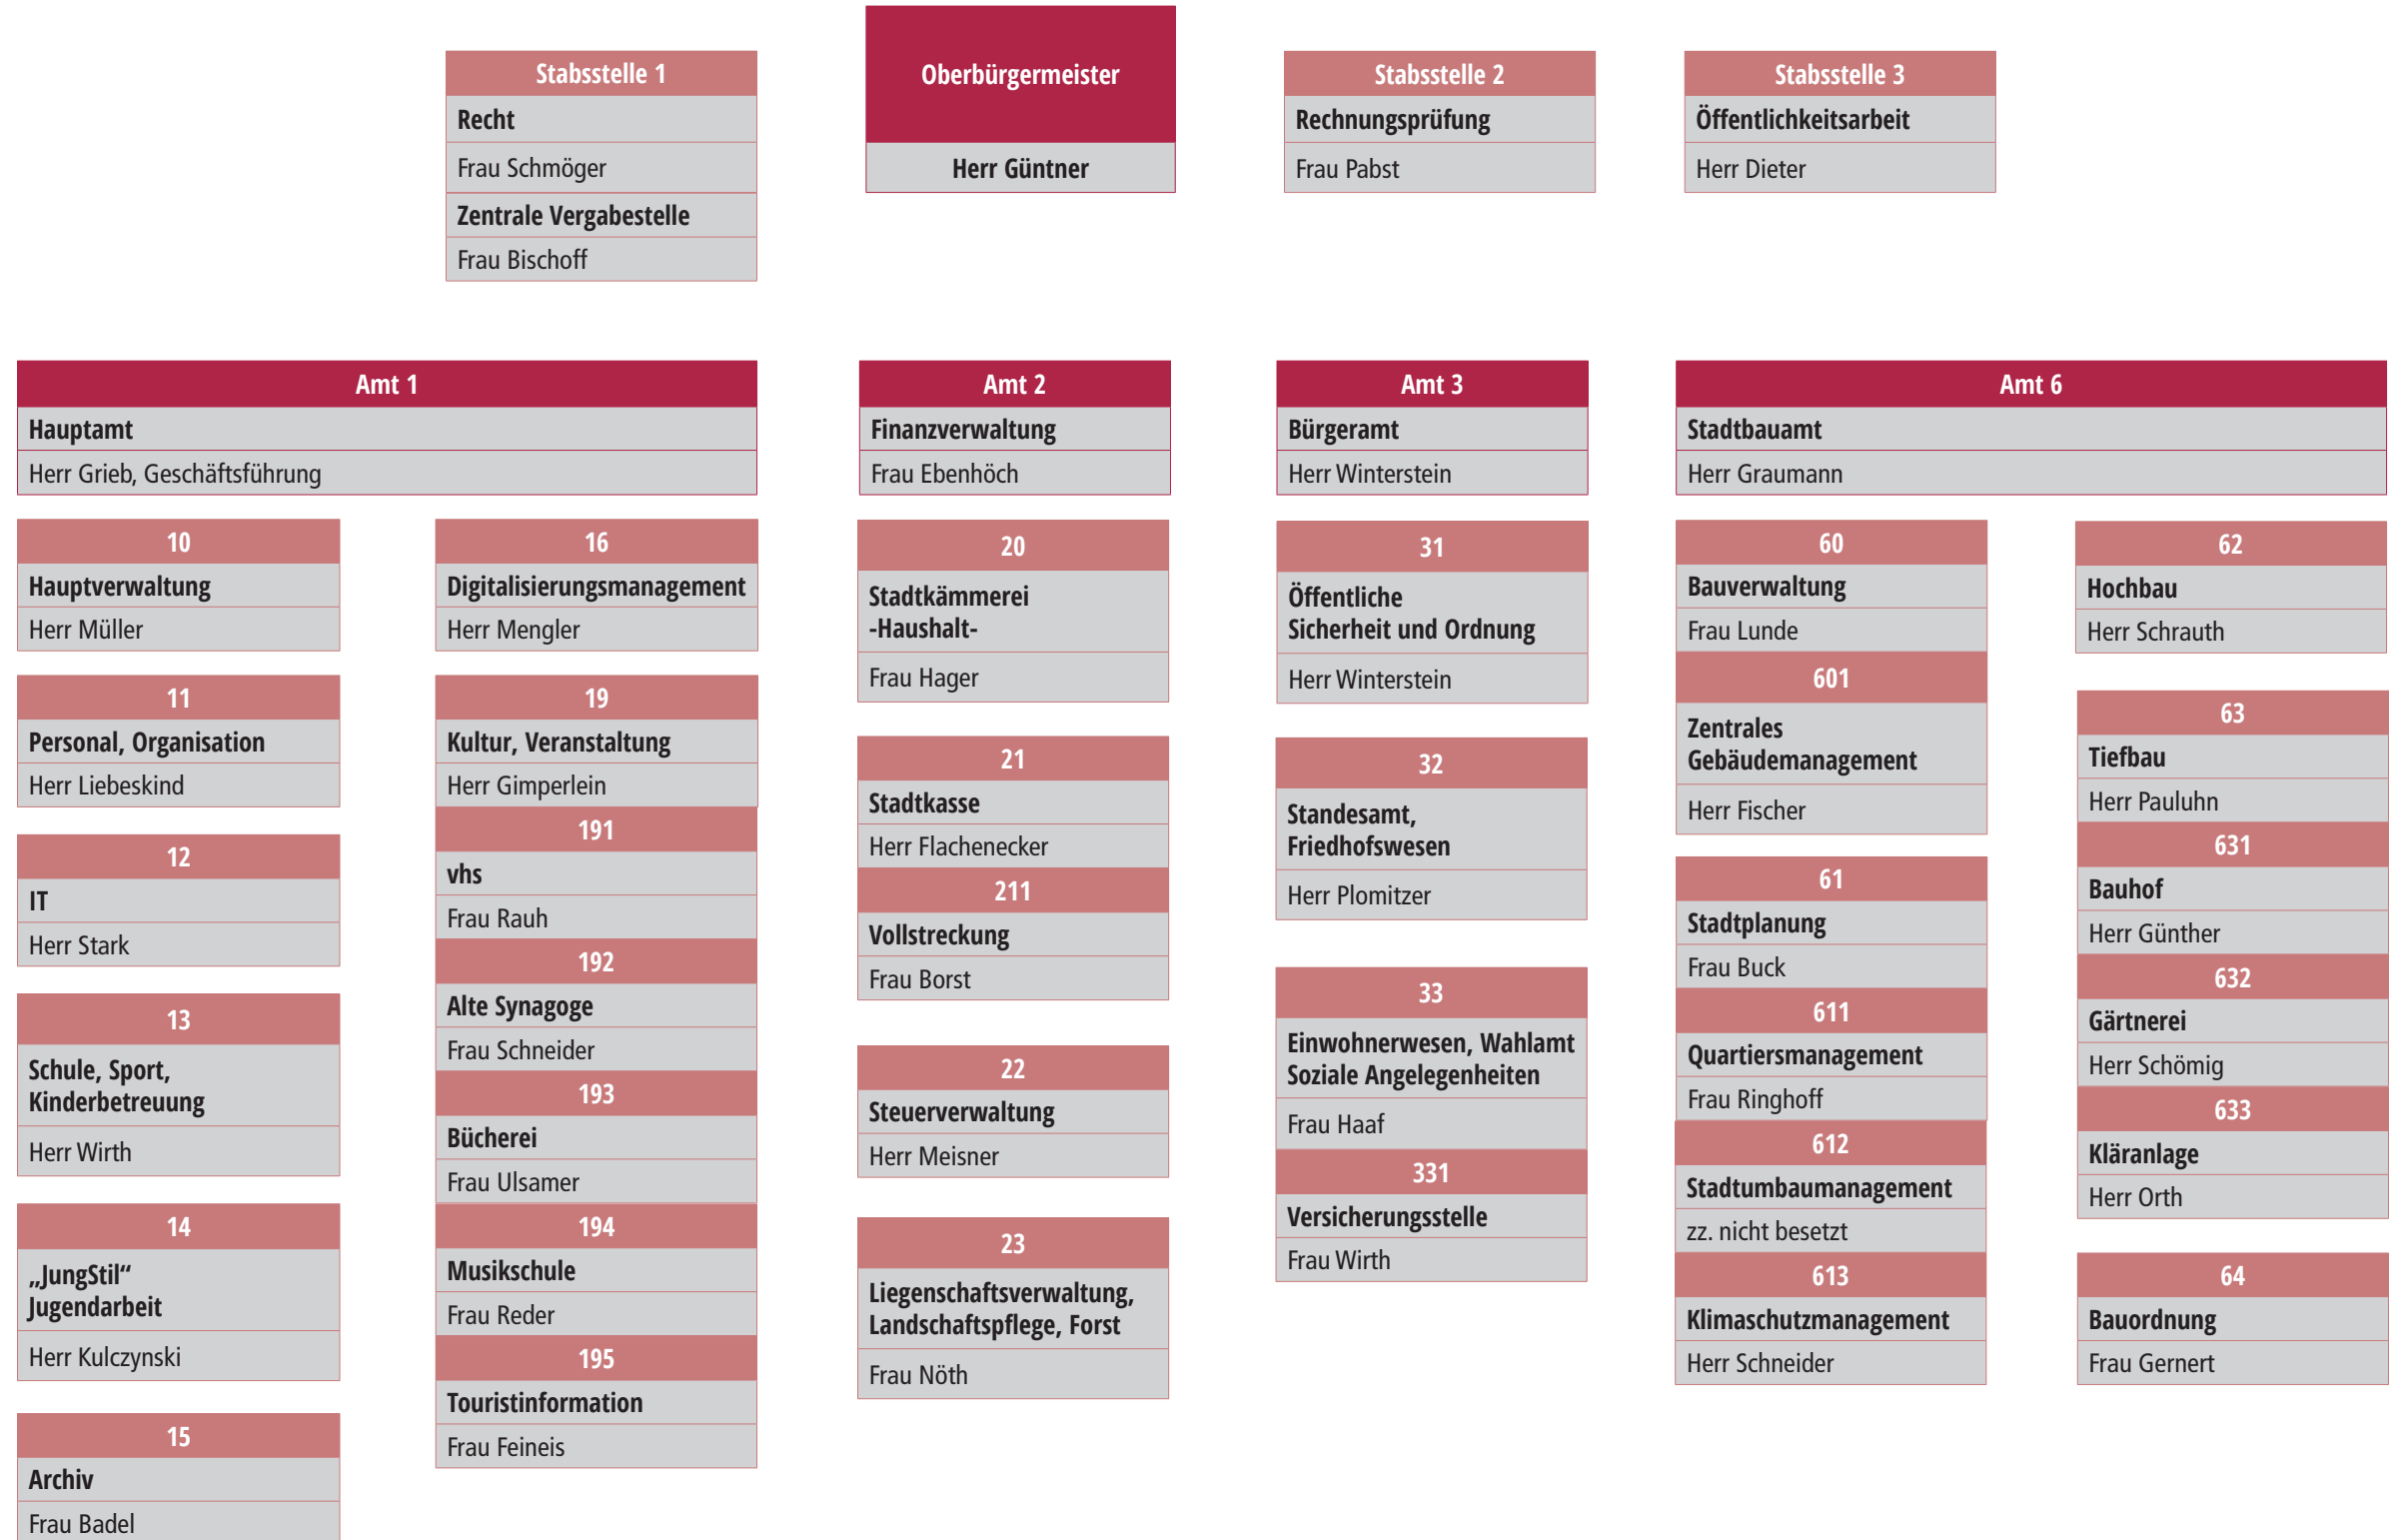 Stabsstelle 1
Recht
Frau Schmöger
Zentrale Vergabestelle
Frau Bischoff
Oberbürgermeister
Herr Güntner
Stabsstelle 2
Rechnungsprüfung
Frau Pabst
Stabsstelle 3
Öffentlichkeitsarbeit
Herr Dieter
Amt 1
Hauptamt
Herr Grieb, Geschäftsführung
10
Hauptverwaltung
Herr Müller
11
Personal, Organisation
Herr Liebeskind
12
IT
Herr Stark
13
Schule, Sport,
Kinderbetreuung
Herr Wirth
14
„JungStil“
Jugendarbeit
Herr Kulczynski
15
Archiv
Frau Badel
16
Digitalisierungsmanagement
Herr Mengler
19
Kultur, Veranstaltung
Herr Gimperlein
191
vhs
Frau Rauh
192
Alte Synagoge
Frau Schneider
193
Bücherei
Frau Ulsamer
194
Musikschule
Frau Reder
195
Touristinformation
Frau Feineis
Amt 2
Finanzverwaltung
Frau Ebenhöch
20
Stadtkämmerei
-Haushalt-
Frau Hager
21
Stadtkasse
Herr Flachenecker
211
Vollstreckung
Frau Borst
22
Steuerverwaltung
Herr Meisner
23
Liegenschaftsverwaltung,
Landschaftspflege, Forst
Frau Nöth
Amt 3
Bürgeramt
Herr Winterstein
31
Öffentliche
Sicherheit und Ordnung
Herr Winterstein
32
Standesamt,
Friedhofswesen
Herr Plomitzer
33
Einwohnerwesen, Wahlamt
Soziale Angelegenheiten
Frau Haaf
331
Versicherungsstelle
Frau Wirth
Amt 6
Stadtbauamt
Herr Graumann
60
Bauverwaltung
Frau Lunde
601
Zentrales
Gebäudemanagement
Herr Fischer
61
Stadtplanung
Frau Buck
611
Quartiersmanagement
Frau Ringhoff
612
Stadtumbaumanagement
zz. nicht besetzt
613
Klimaschutzmanagement
Herr Schneider
62
Hochbau
Herr Schrauth
63
Tiefbau
Herr Pauluhn
631
Bauhof
Herr Günther
632
Gärtnerei
Herr Schömig
633
Kläranlage
Herr Orth
64
Bauordnung
Frau Gernert